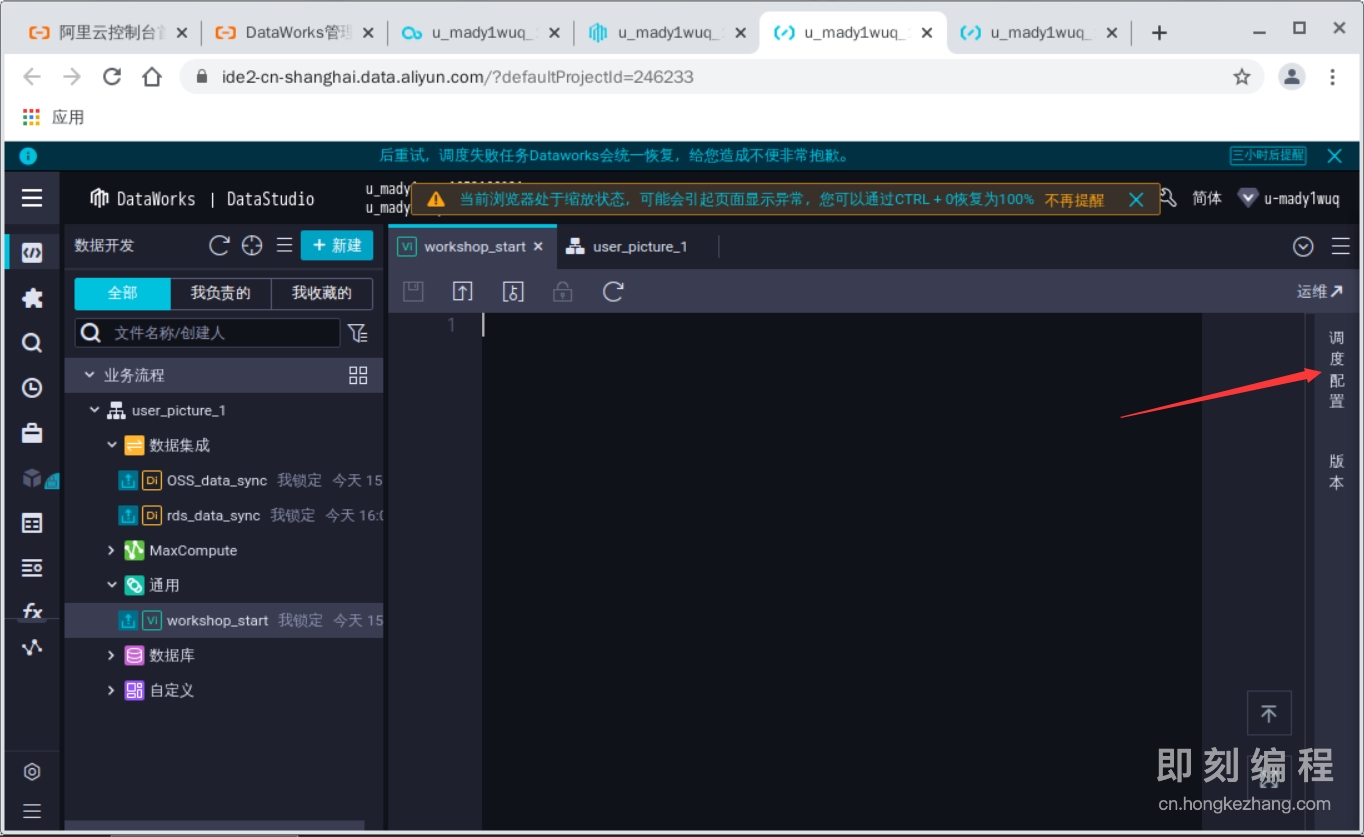 阿里云控制台首
DataWorks管理
u_mady1wuq_
u_mady1wuq_
u_mady1wuq_
u_mady1wuq_
ide2-cn-shanghai.data.aliyun.com/?defaultProjectId=246233
应用
后重试，调度失败任务Dataworks会统一恢复，给您造成不便非常抱歉。
三小时后提醒
DataWorks | DataStudio
u_mady
u_mady
当前浏览器处于缩放状态，可能会引起页面显示异常，您可以通过CTRL + 0恢复为100%
不再提醒
简体
u-mady1wuq
数据开发
+ 新建
Vi workshop_start
user_picture_1
全部
我负责的
我收藏的
运维
文件名称/创建人
1
调度配置
版本
业务流程
user_picture_1
数据集成
Di OSS_data_sync 我锁定 今天 15
Di rds_data_sync 我锁定 今天 16:0
MaxCompute
通用
Vi workshop_start 我锁定 今天 15
数据库
自定义
fx
即刻编程
cn.hongkezhang.com